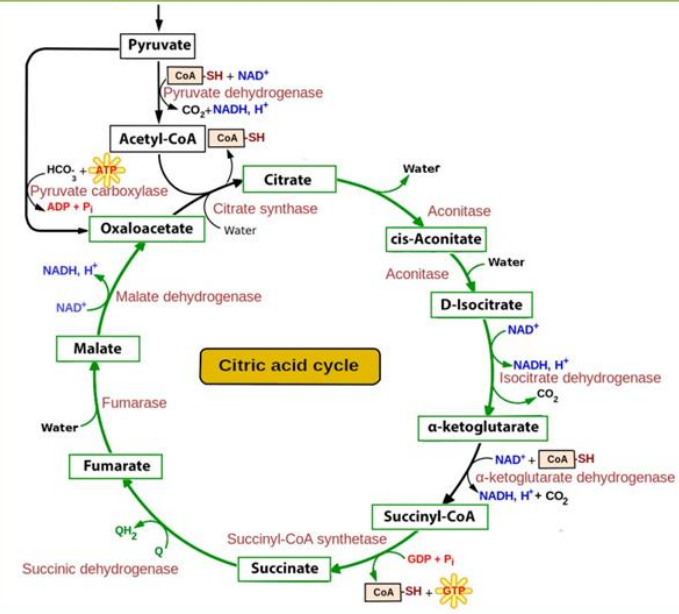 Pyruvate
CoA-SH + NAD⁺
Pyruvate dehydrogenase
CO₂+NADH, H⁺
Acetyl-CoA
CoA-SH
HCO₃⁻ + ATP
Pyruvate carboxylase
ADP + Pᵢ
Oxaloacetate
Citrate
Citrate synthase
Water
Water
Aconitase
cis-Aconitate
Water
Aconitase
D-Isocitrate
NAD⁺
NADH, H⁺
Isocitrate dehydrogenase
CO₂
α-ketoglutarate
NAD⁺ + CoA-SH
α-ketoglutarate dehydrogenase
NADH, H⁺+ CO₂
Succinyl-CoA
Succinyl-CoA synthetase
GDP + Pᵢ
CoA-SH + GTP
Succinate
QH₂
Q
Succinic dehydrogenase
Fumarate
Water
Fumarase
Malate
NADH, H⁺
NAD⁺
Malate dehydrogenase
Citric acid cycle